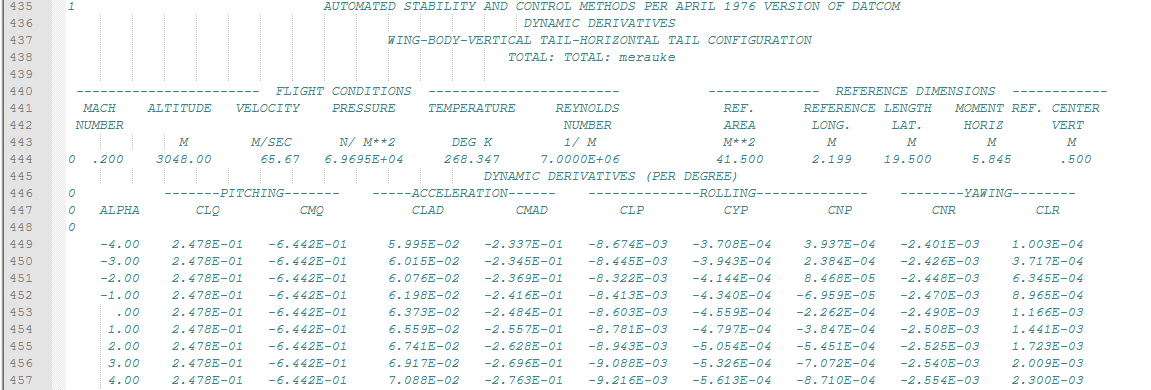 435 1 AUTOMATED STABILITY AND CONTROL METHODS PER APRIL 1976 VERSION OF DATCOM
436 DYNAMIC DERIVATIVES
437 WING-BODY-VERTICAL TAIL-HORIZONTAL TAIL CONFIGURATION
438 TOTAL: TOTAL: merauke
439
440 ----------------------- FLIGHT CONDITIONS ------------------------ -------------- REFERENCE DIMENSIONS ------------
441 MACH ALTITUDE VELOCITY PRESSURE TEMPERATURE REYNOLDS REF. REFERENCE LENGTH MOMENT REF. CENTER
442 NUMBER NUMBER AREA LONG. LAT. HORIZ VERT
443 M M/SEC N/ M**2 DEG K 1/ M M**2 M M M M
444 0 .200 3048.00 65.67 6.9695E+04 268.347 7.0000E+06 41.500 2.199 19.500 5.845 .500
445 DYNAMIC DERIVATIVES (PER DEGREE)
446 0 -------PITCHING------- -----ACCELERATION------ --------------ROLLING-------------- --------YAWING--------
447 0 ALPHA CLQ CMQ CLAD CMAD CLP CYP CNP CNR CLR
448 0
449 -4.00 2.478E-01 -6.442E-01 5.995E-02 -2.337E-01 -8.674E-03 -3.708E-04 3.937E-04 -2.401E-03 1.003E-04
450 -3.00 2.478E-01 -6.442E-01 6.015E-02 -2.345E-01 -8.445E-03 -3.943E-04 2.384E-04 -2.426E-03 3.717E-04
451 -2.00 2.478E-01 -6.442E-01 6.076E-02 -2.369E-01 -8.322E-03 -4.144E-04 8.468E-05 -2.448E-03 6.345E-04
452 -1.00 2.478E-01 -6.442E-01 6.198E-02 -2.416E-01 -8.413E-03 -4.340E-04 -6.959E-05 -2.470E-03 8.965E-04
453 .00 2.478E-01 -6.442E-01 6.373E-02 -2.484E-01 -8.603E-03 -4.559E-04 -2.262E-04 -2.490E-03 1.166E-03
454 1.00 2.478E-01 -6.442E-01 6.559E-02 -2.557E-01 -8.781E-03 -4.797E-04 -3.847E-04 -2.508E-03 1.441E-03
455 2.00 2.478E-01 -6.442E-01 6.741E-02 -2.628E-01 -8.943E-03 -5.054E-04 -5.451E-04 -2.525E-03 1.723E-03
456 3.00 2.478E-01 -6.442E-01 6.917E-02 -2.696E-01 -9.088E-03 -5.326E-04 -7.072E-04 -2.540E-03 2.009E-03
457 4.00 2.478E-01 -6.442E-01 7.088E-02 -2.763E-01 -9.216E-03 -5.613E-04 -8.710E-04 -2.554E-03 2.300E-03